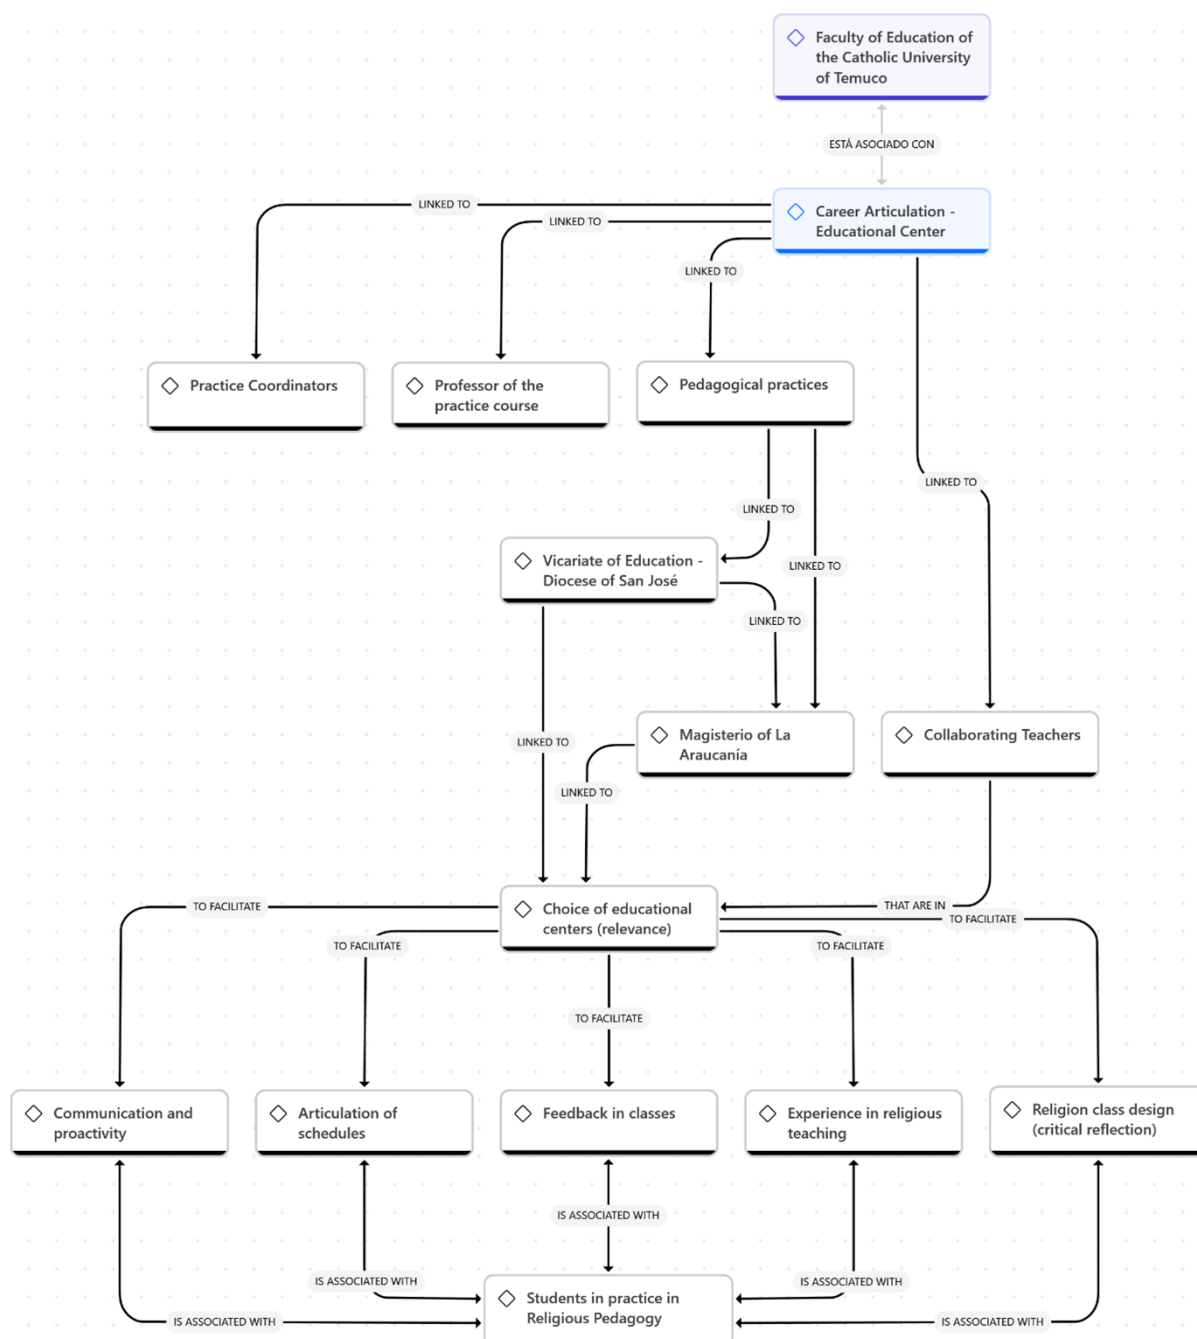 Faculty of Education of
the Catholic University
of Temuco
ESTÁ ASOCIADO CON
Career Articulation -
Educational Center
LINKED TO
LINKED TO
LINKED TO
Practice Coordinators
Professor of the
practice course
Pedagogical practices
LINKED TO
LINKED TO
Vicariate of Education -
Diocese of San José
LINKED TO
LINKED TO
LINKED TO
Magisterio of La
Araucanía
Collaborating Teachers
LINKED TO
LINKED TO
Choice of educational
centers (relevance)
TO FACILITATE
THAT ARE IN
TO FACILITATE
TO FACILITATE
TO FACILITATE
TO FACILITATE
Communication and
proactivity
Articulation of
schedules
Feedback in classes
Experience in religious
teaching
Religion class design
(critical reflection)
IS ASSOCIATED WITH
IS ASSOCIATED WITH
IS ASSOCIATED WITH
Students in practice in
Religious Pedagogy
IS ASSOCIATED WITH
IS ASSOCIATED WITH